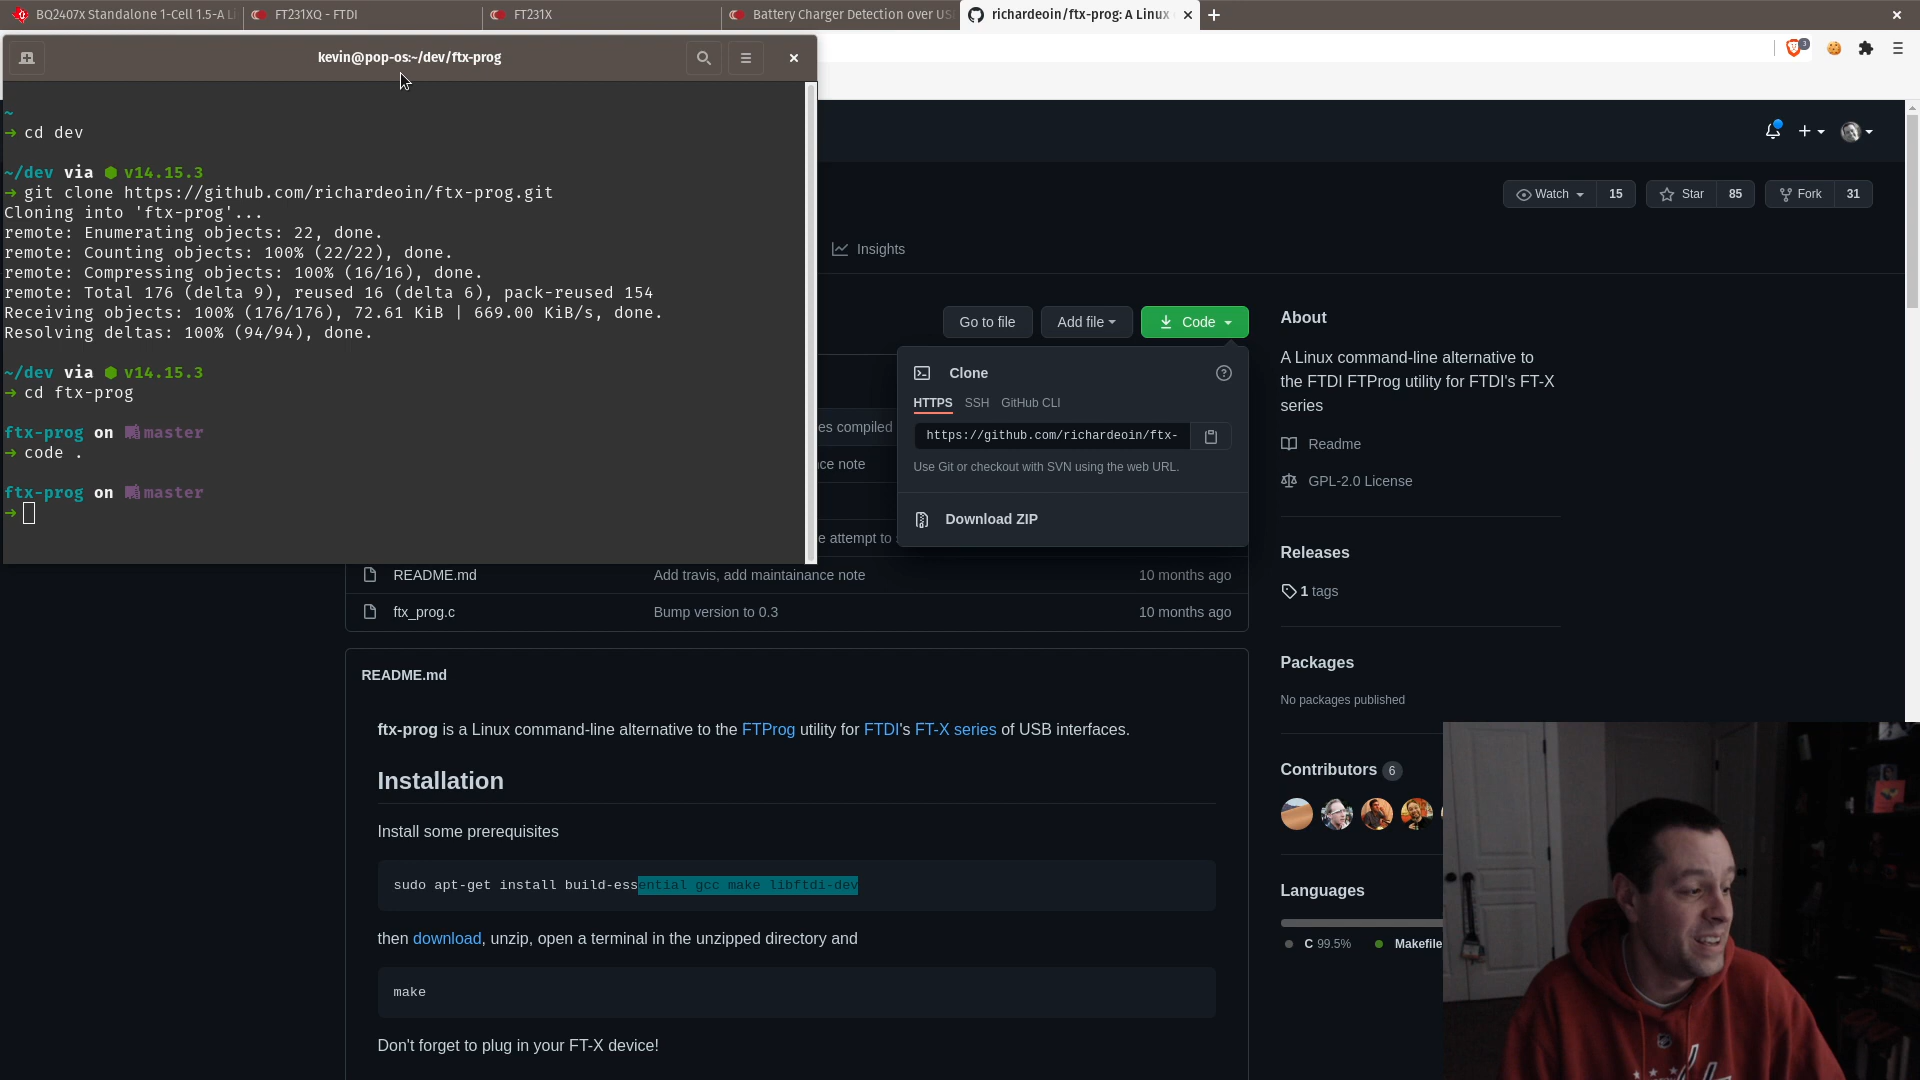 BQ2407x Standalone 1-Cell 1.5-A Li
FT231XQ - FTDI
FT231X
Battery Charger Detection over US
richardeoin/ftx-prog: A Linux
3
kevin@pop-os:~/dev/ftx-prog
~
➜ cd dev
~/dev via ⬢ v14.15.3
➜ git clone https://github.com/richardeoin/ftx-prog.git
Cloning into 'ftx-prog'...
remote: Enumerating objects: 22, done.
remote: Counting objects: 100% (22/22), done.
remote: Compressing objects: 100% (16/16), done.
remote: Total 176 (delta 9), reused 16 (delta 6), pack-reused 154
Receiving objects: 100% (176/176), 72.61 KiB | 669.00 KiB/s, done.
Resolving deltas: 100% (94/94), done.
~/dev via ⬢ v14.15.3
➜ cd ftx-prog
ftx-prog on master
➜ code .
ftx-prog on master
➜
Watch 15
Star 85
Fork 31
Insights
Go to file
Add file
Code
Clone
HTTPS SSH GitHub CLI
https://github.com/richardeoin/ftx-
Use Git or checkout with SVN using the web URL.
Download ZIP
es compiled
nce note
e attempt to
README.md Add travis, add maintainance note 10 months ago
ftx_prog.c Bump version to 0.3 10 months ago
README.md
ftx-prog is a Linux command-line alternative to the FTProg utility for FTDI's FT-X series of USB interfaces.
Installation
Install some prerequisites
sudo apt-get install build-essential gcc make libftdi-dev
then download, unzip, open a terminal in the unzipped directory and
make
Don't forget to plug in your FT-X device!
About
A Linux command-line alternative to
the FTDI FTProg utility for FTDI's FT-X
series
Readme
GPL-2.0 License
Releases
1 tags
Packages
No packages published
Contributors 6
Languages
C 99.5% Makefile